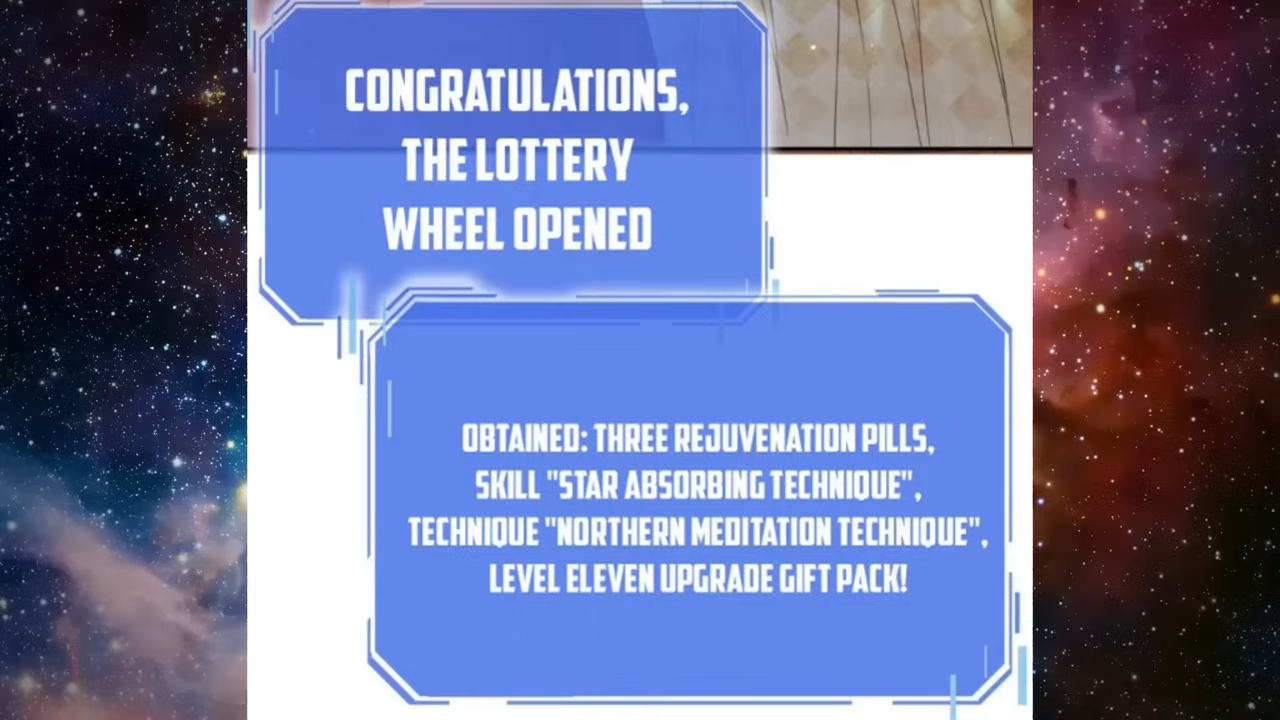 CONGRATULATIONS,
THE LOTTERY
WHEEL OPENED
OBTAINED: THREE REJUVENATION PILLS,
SKILL "STAR ABSORBING TECHNIQUE",
TECHNIQUE "NORTHERN MEDITATION TECHNIQUE",
LEVEL ELEVEN UPGRADE GIFT PACK!